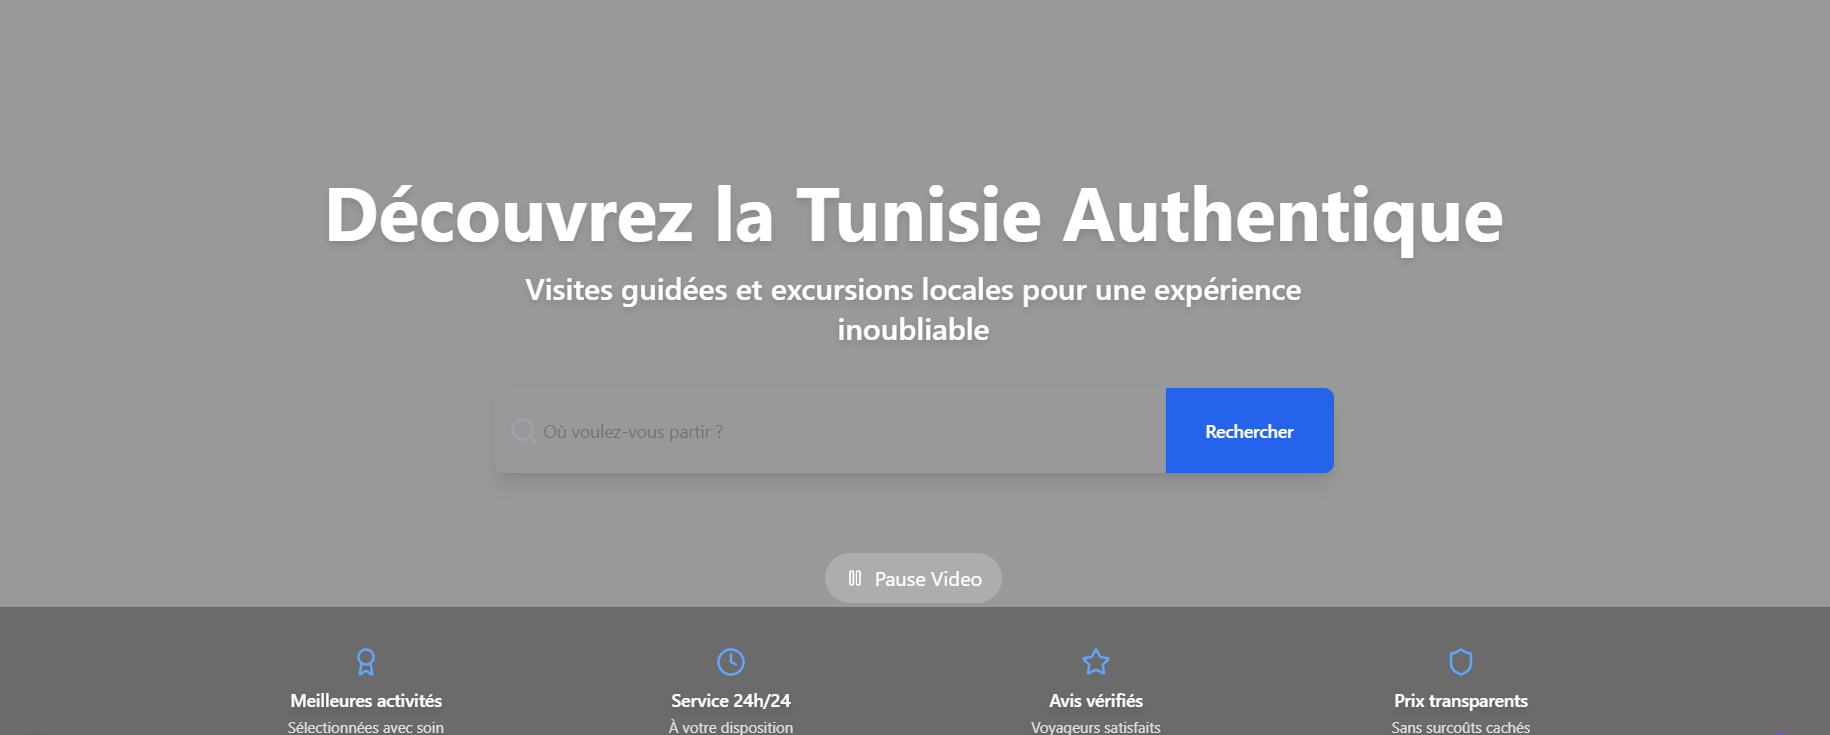 Découvrez la Tunisie Authentique
Visites guidées et excursions locales pour une expérience
inoubliable
Où voulez-vous partir ?
Rechercher
Pause Video
Meilleures activités
Sélectionnées avec soin
Service 24h/24
À votre disposition
Avis vérifiés
Voyageurs satisfaits
Prix transparents
Sans surcoûts cachés